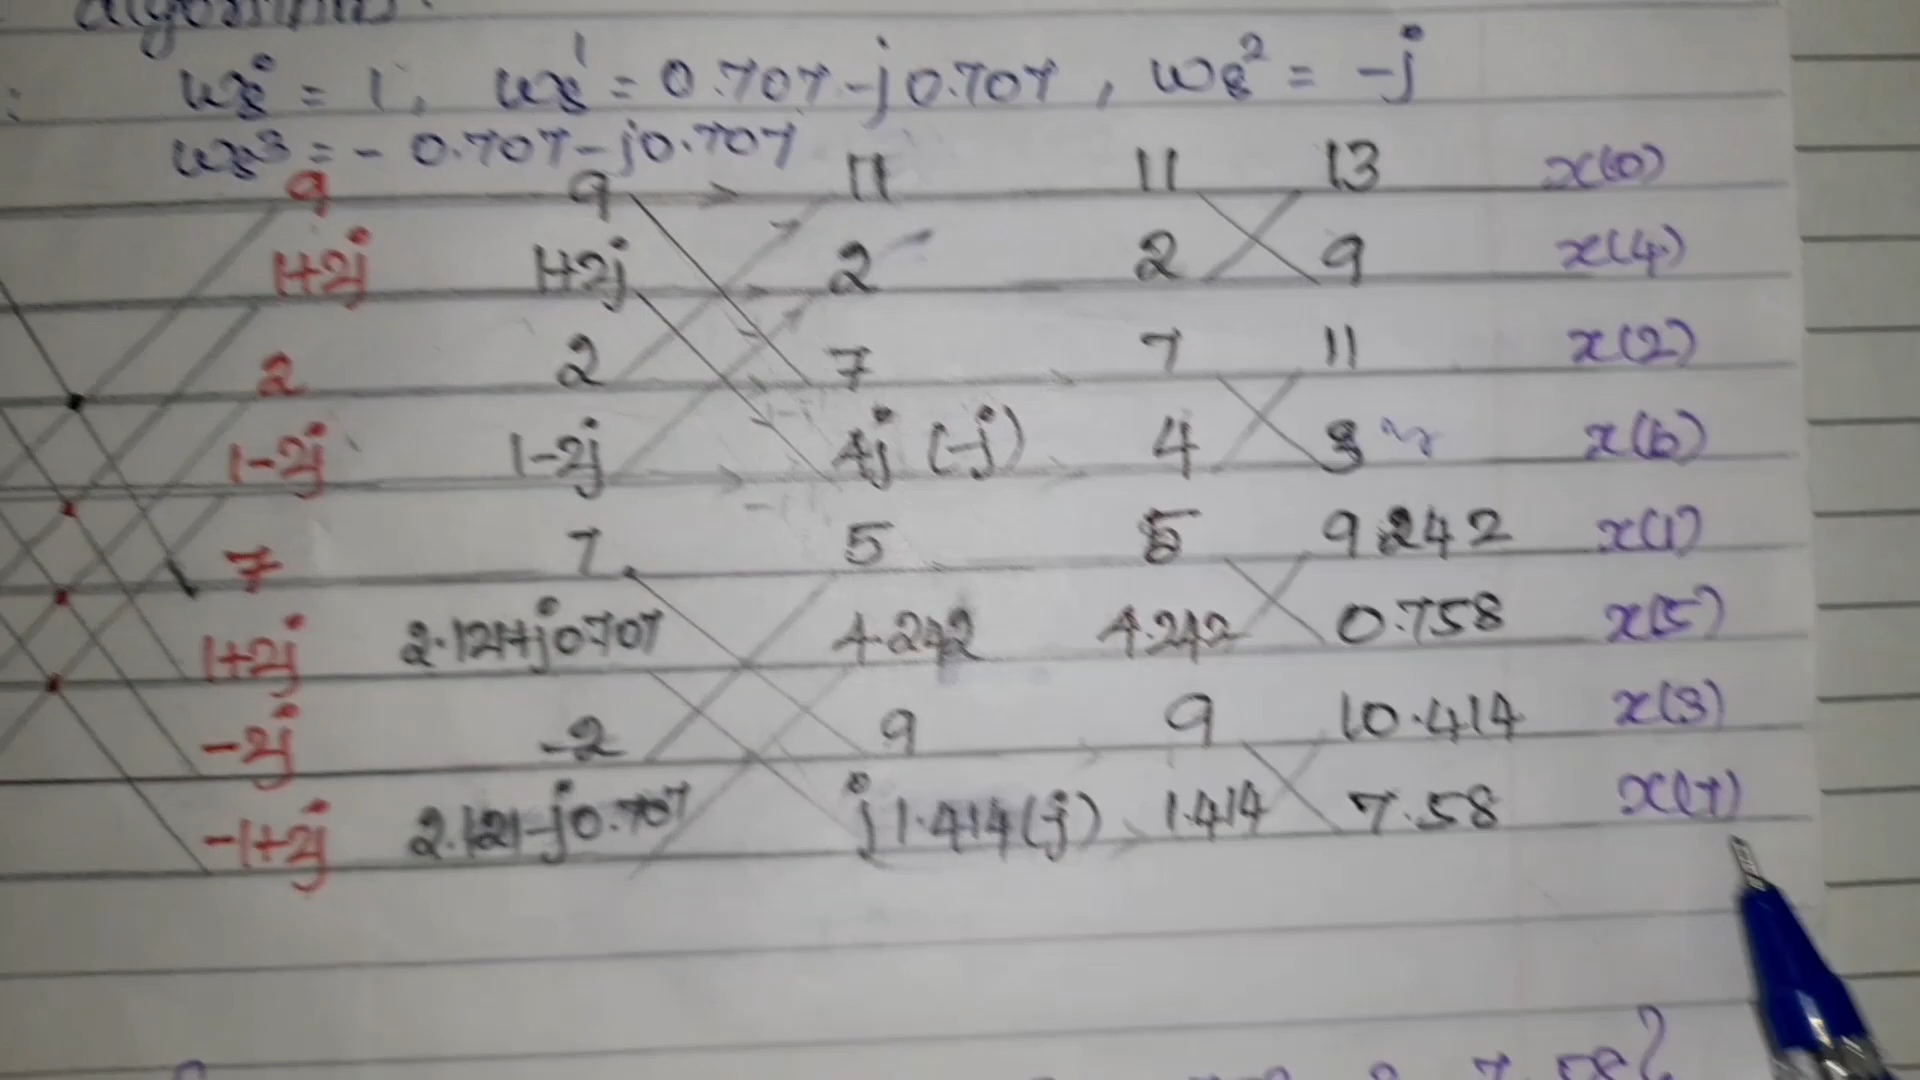 algorithm.
: w8⁰ = 1, w8¹ = 0.707-j0.707, w8² = -j
w8³ = -0.707-j0.707
9 9 11 11 13 x(0)
1+2j 1+2j 2 2 9 x(4)
2 2 7 7 11 x(2)
1-2j 1-2j 4j (-j) 4 3 x(6)
-1
7 7 5 5 9.242 x(1)
1+2j 2.121+j0.707 4.242 4.242 0.758 x(5)
-2j -2 9 9 10.414 x(3)
-1+2j 2.121-j0.707 j1.414(-j) 1.414 7.58 x(7)